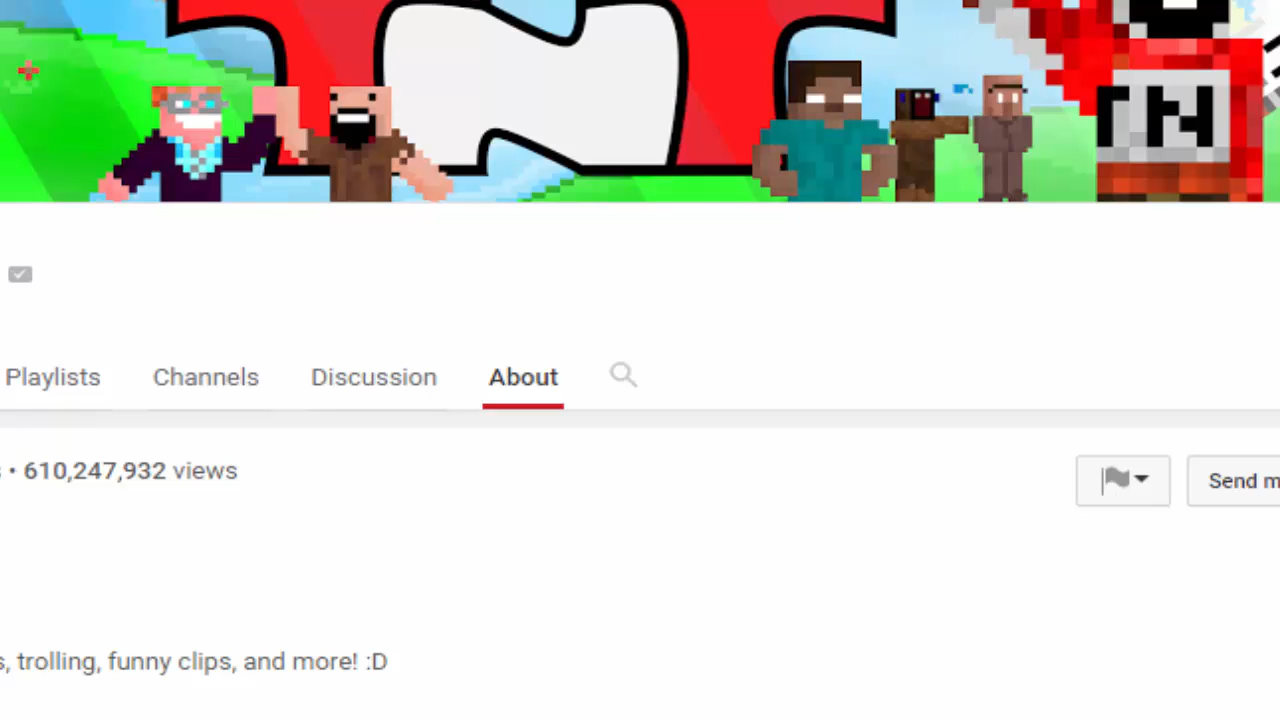 N
Playlists Channels Discussion About
• 610,247,932 views
Send m
s, trolling, funny clips, and more! :D